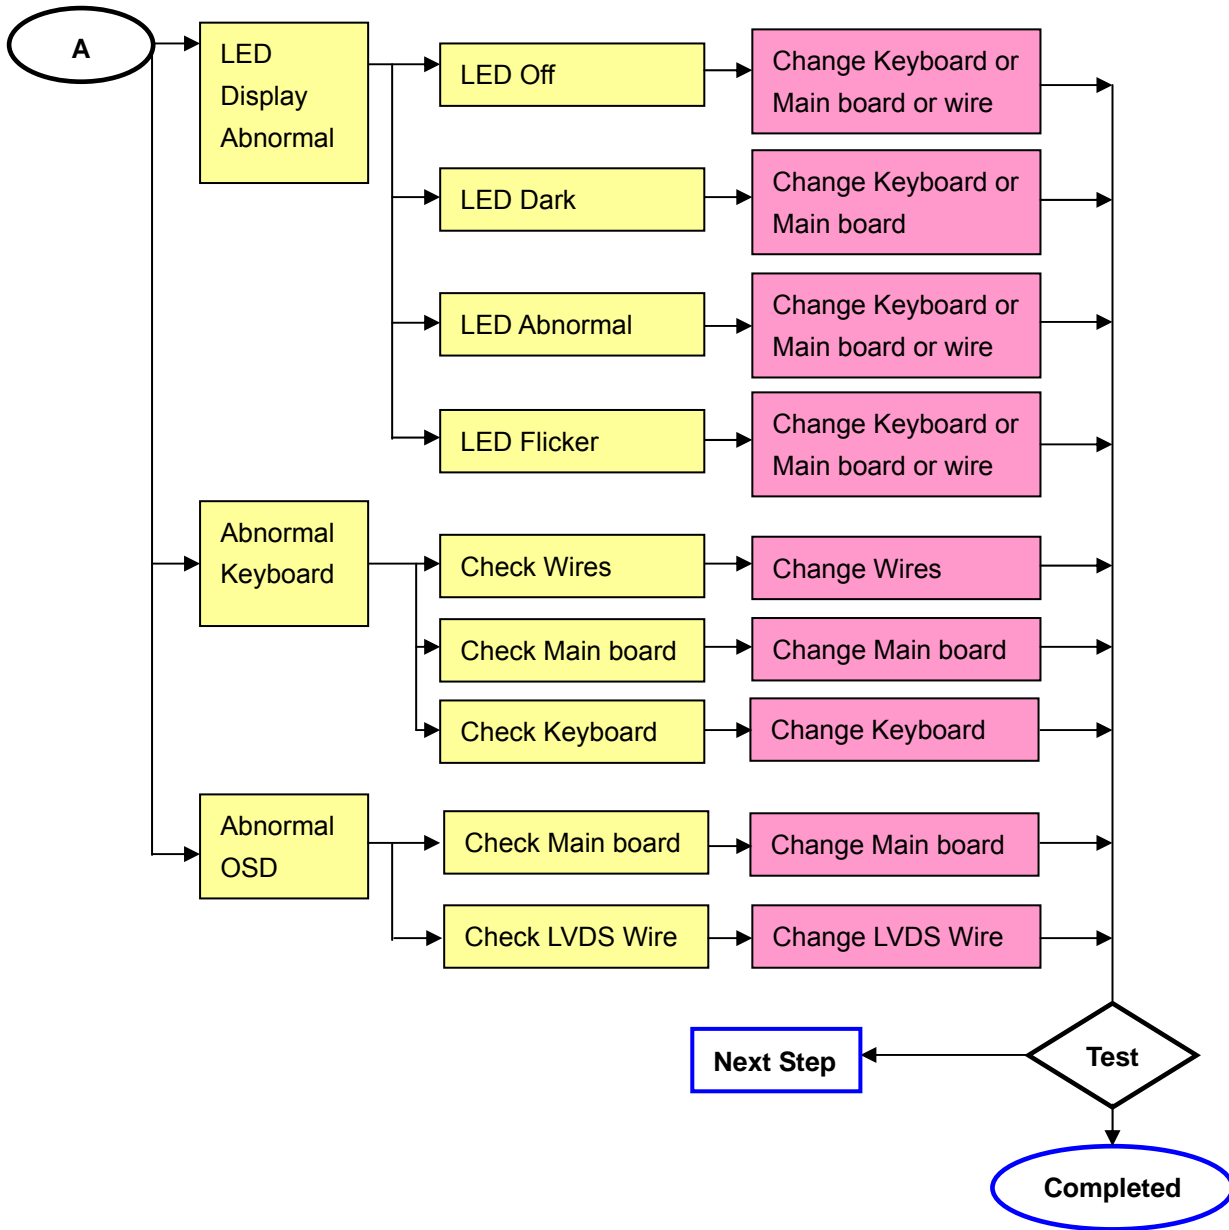 A
LED
Display
Abnormal
LED Off
Change Keyboard or
Main board or wire
LED Dark
Change Keyboard or
Main board
LED Abnormal
Change Keyboard or
Main board or wire
LED Flicker
Change Keyboard or
Main board or wire
Abnormal
Keyboard
Check Wires
Change Wires
Check Main board
Change Main board
Check Keyboard
Change Keyboard
Abnormal
OSD
Check Main board
Change Main board
Check LVDS Wire
Change LVDS Wire
Next Step
Test
Completed